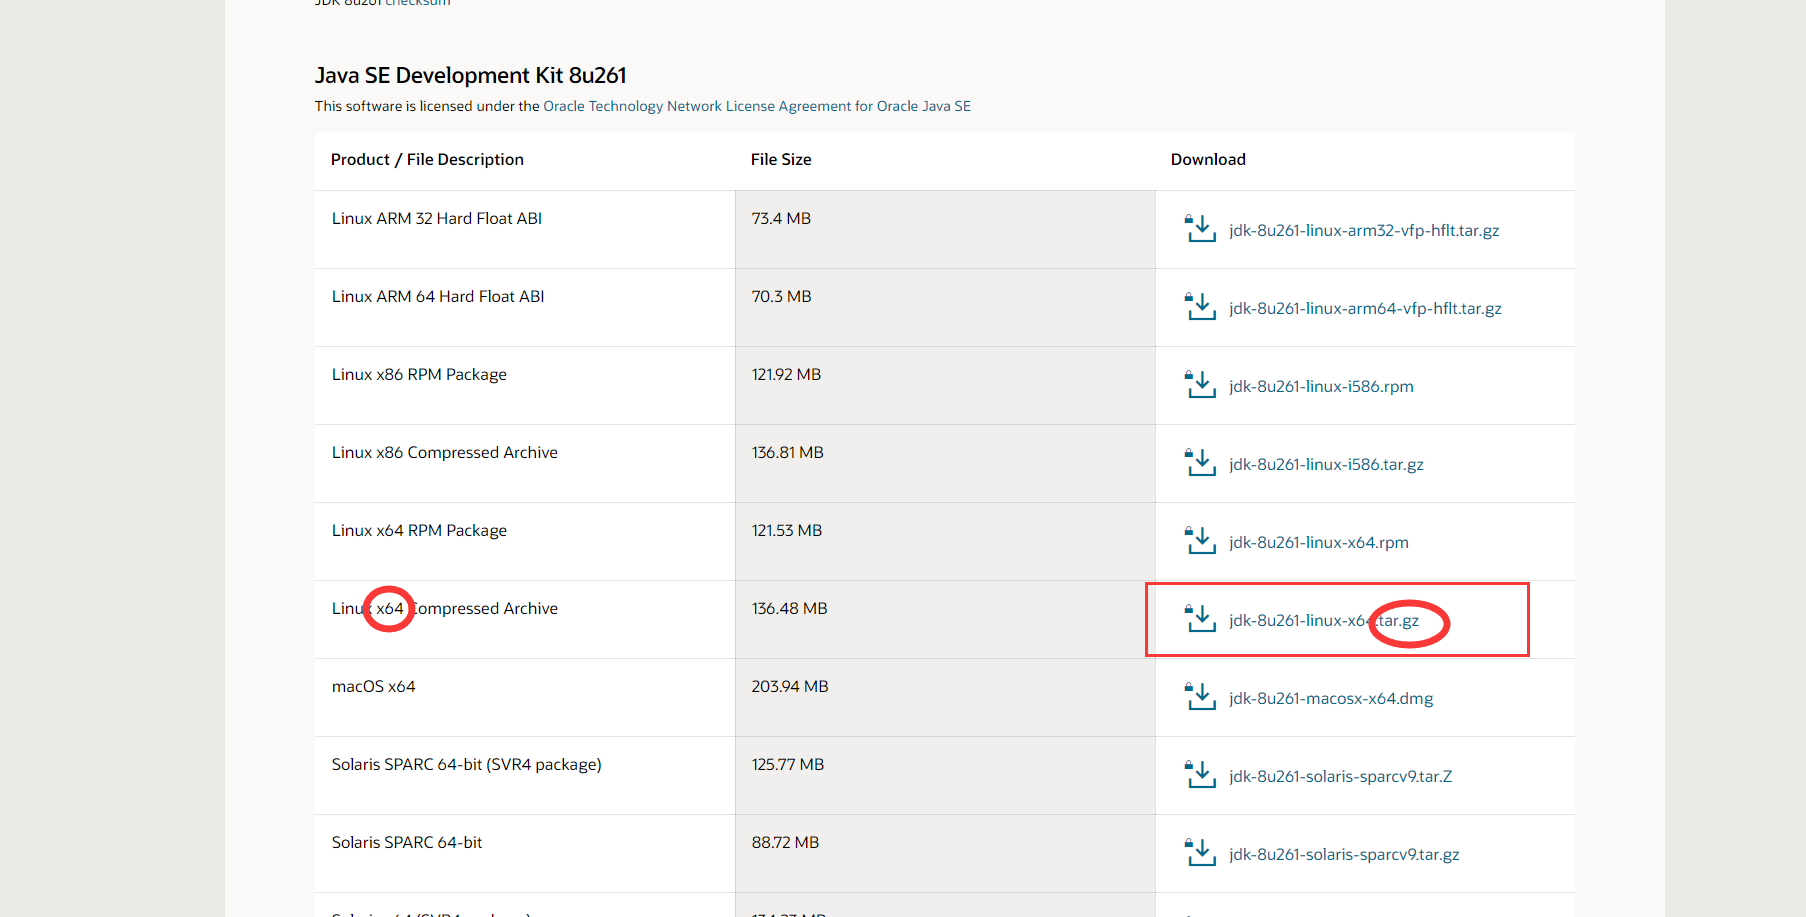 JDK 8u261 checksum
Java SE Development Kit 8u261
This software is licensed under the Oracle Technology Network License Agreement for Oracle Java SE
Product / File Description File Size Download
Linux ARM 32 Hard Float ABI 73.4 MB jdk-8u261-linux-arm32-vfp-hflt.tar.gz
Linux ARM 64 Hard Float ABI 70.3 MB jdk-8u261-linux-arm64-vfp-hflt.tar.gz
Linux x86 RPM Package 121.92 MB jdk-8u261-linux-i586.rpm
Linux x86 Compressed Archive 136.81 MB jdk-8u261-linux-i586.tar.gz
Linux x64 RPM Package 121.53 MB jdk-8u261-linux-x64.rpm
Linux x64 Compressed Archive 136.48 MB jdk-8u261-linux-x64.tar.gz
macOS x64 203.94 MB jdk-8u261-macosx-x64.dmg
Solaris SPARC 64-bit (SVR4 package) 125.77 MB jdk-8u261-solaris-sparcv9.tar.Z
Solaris SPARC 64-bit 88.72 MB jdk-8u261-solaris-sparcv9.tar.gz